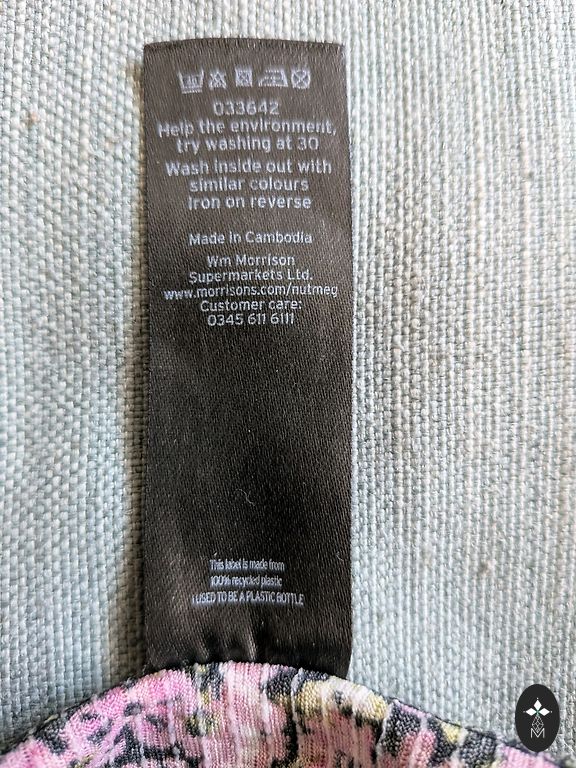 033642
Help the environment,
try washing at 30
Wash inside out with
similar colours
Iron on reverse
Made in Cambodia
Wm Morrison
Supermarkets Ltd.
www.morrisons.com/nutmeg
Customer care:
0345 611 6111
This label is made from
100% recycled plastic
I USED TO BE A PLASTIC BOTTLE
M